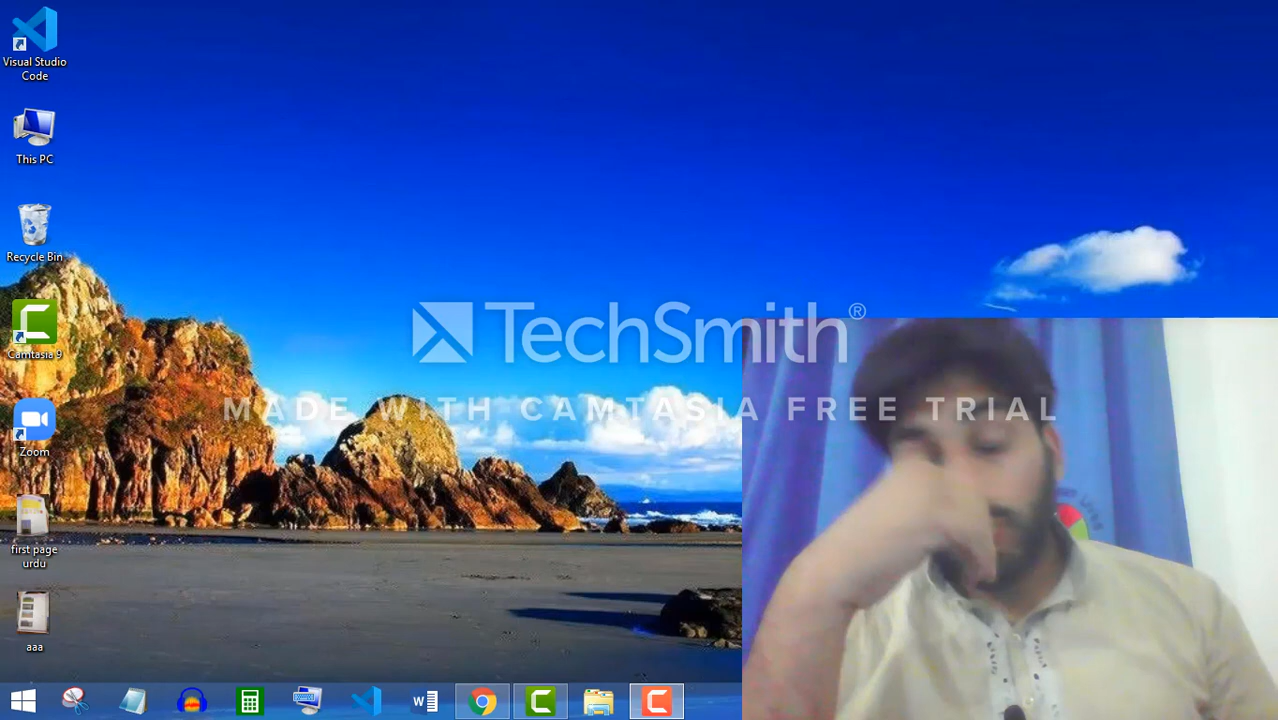 Visual Studio
Code
This PC
Recycle Bin
Camtasia 9
Zoom
first page
urdu
aaa
TechSmith®
MADE WITH CAMTASIA FREE TRIAL
W